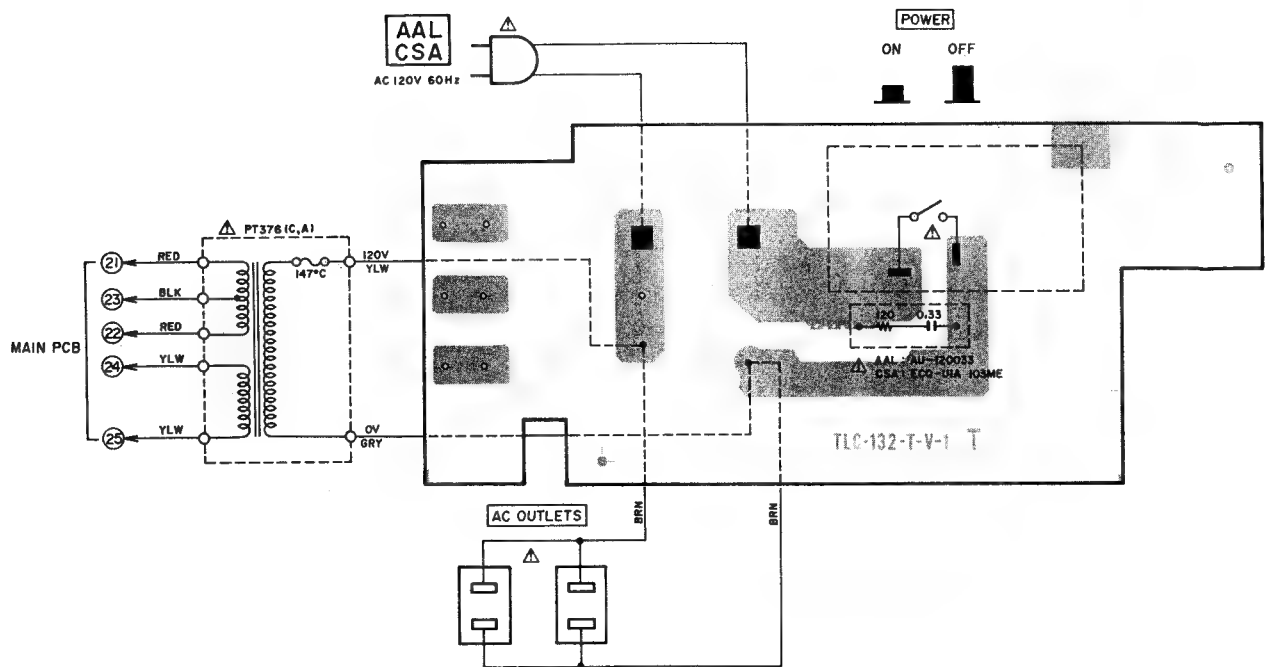 AAL
CSA
AC 120V 60Hz
POWER
ON OFF
PT376 (C,A)
MAIN PCB
21 RED
23 BLK
22 RED
24 YLW
25 YLW
147°C
120V
YLW
0V
GRY
120 0.33
AAL : AU-120033
CSA : ECQ-U1A 103ME
TLC-132-T-V-1 T
BRN
BRN
AC OUTLETS